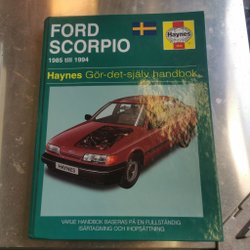 FORD
SCORPIO
1985 till 1994
Haynes
Haynes Gör-det-själv handbok
HAYNES
VARJE HANDBOK BASERAS PÅ EN FULLSTÄNDIG
ISÄRTAGNING OCH IHOPSÄTTNING